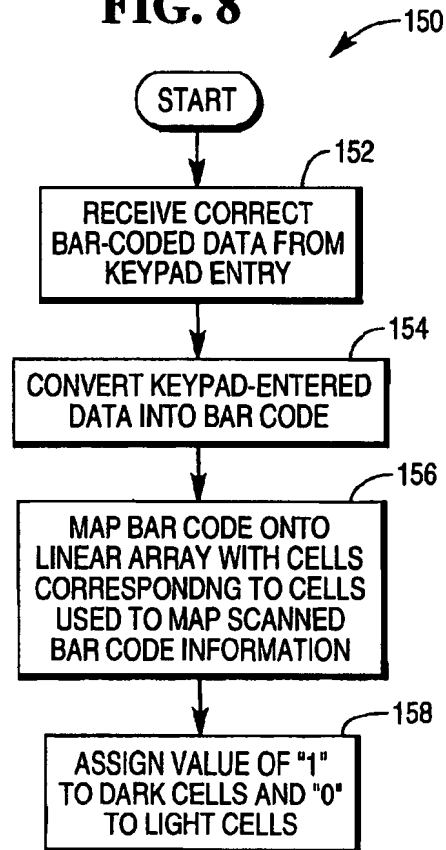 FIG. 8
150
START
152
RECEIVE CORRECT
BAR-CODED DATA FROM
KEYPAD ENTRY
154
CONVERT KEYPAD-ENTERED
DATA INTO BAR CODE
156
MAP BAR CODE ONTO
LINEAR ARRAY WITH CELLS
CORRESPONDNG TO CELLS
USED TO MAP SCANNED
BAR CODE INFORMATION
158
ASSIGN VALUE OF "1"
TO DARK CELLS AND "0"
TO LIGHT CELLS